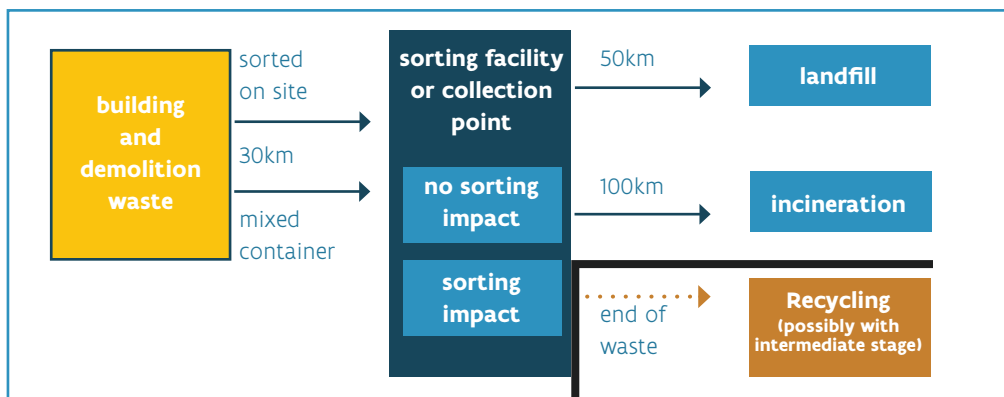 building
and
demolition
waste
sorted
on site
30km
mixed
container
sorting facility
or collection
point
no sorting
impact
sorting
impact
50km
100km
end of
waste
landfill
incineration
Recycling
(possibly with
intermediate stage)